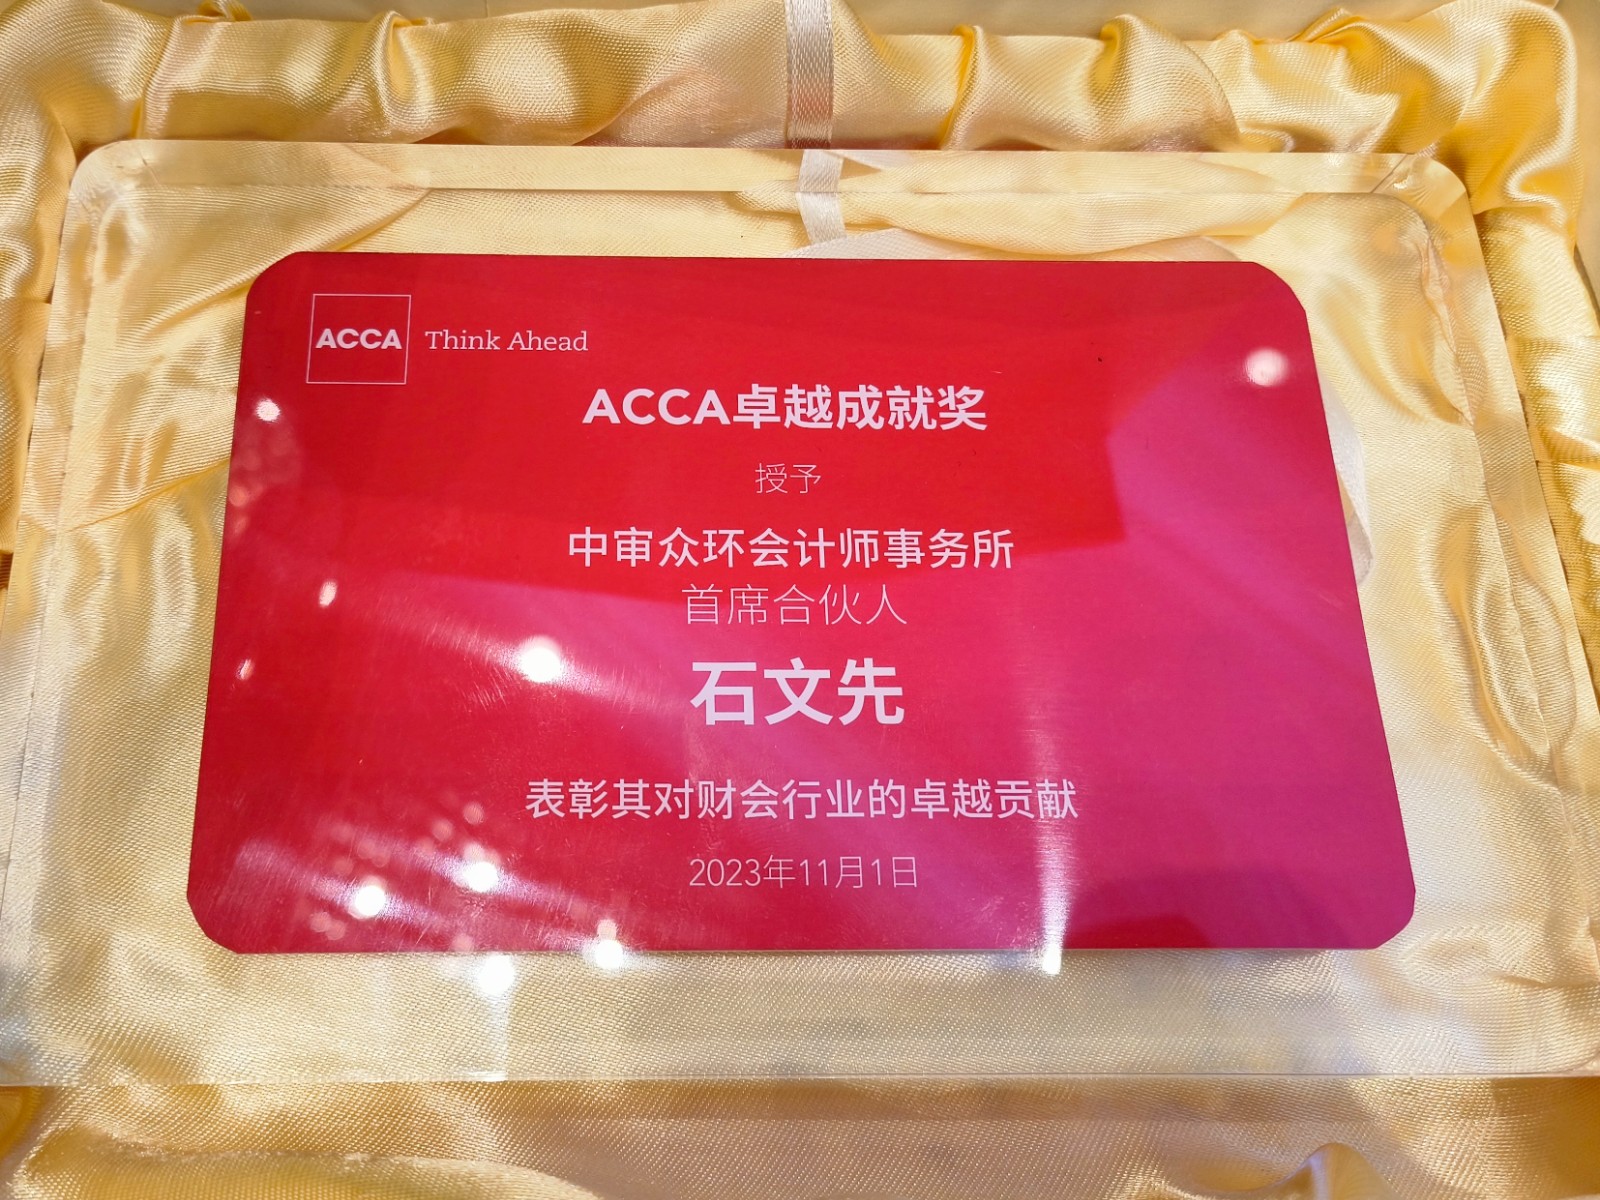 ACCA Think Ahead
ACCA卓越成就奖
授予
中审众环会计师事务所
首席合伙人
石文先
表彰其对财会行业的卓越贡献
2023年11月1日